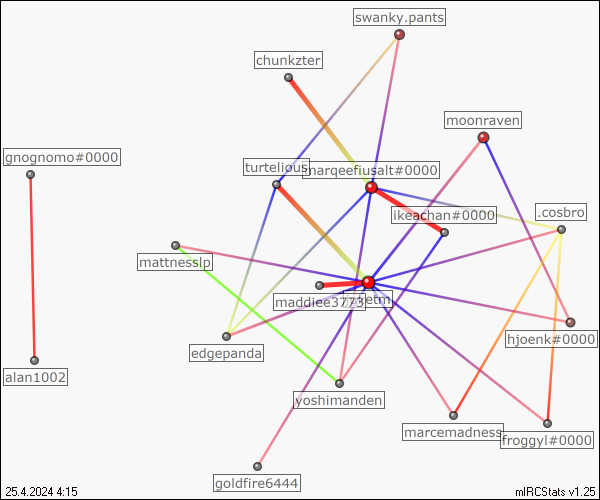 swanky.pants
chunkzter
moonraven
gnognomo#0000
turtelious
marqeefiusalt#0000
ikeachan#0000
.cosbro
mattnesslp
maddiee3773
hjoenk#0000
edgepanda
alan1002
yoshimanden
marcemadness
froggyl#0000
goldfire6444
25.4.2024 4:15
mIRCStats v1.25